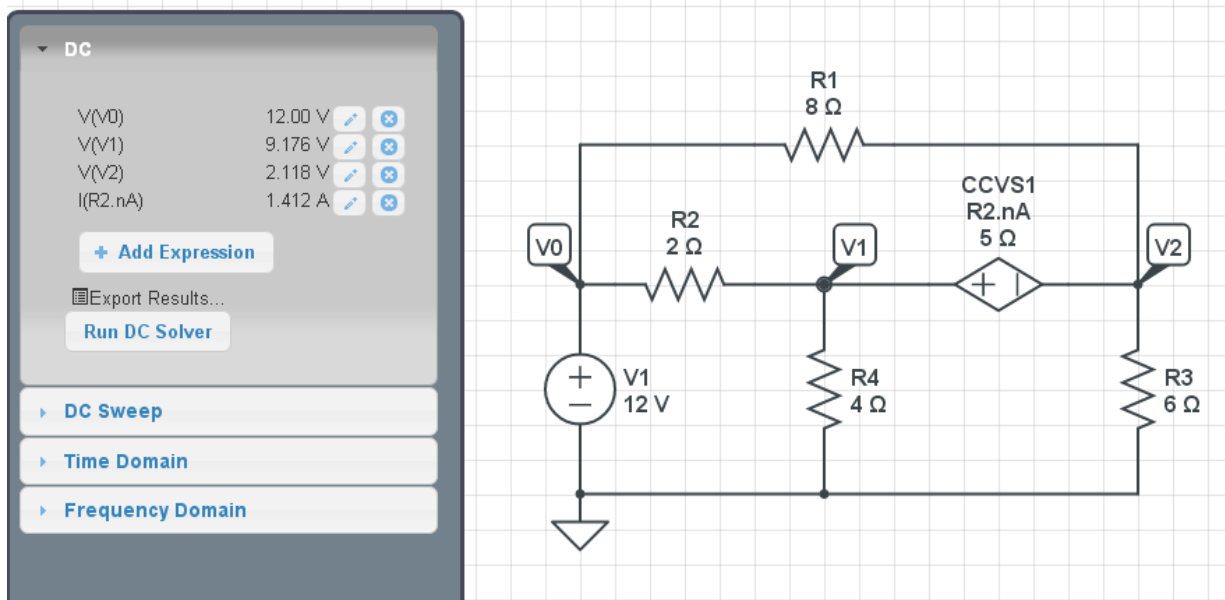 DC
V(V0) 12.00 V
V(V1) 9.176 V
V(V2) 2.118 V
I(R2.nA) 1.412 A
+ Add Expression
Export Results...
Run DC Solver
DC Sweep
Time Domain
Frequency Domain
R1
8 Ω
CCVS1
R2.nA
5 Ω
R2
2 Ω
V0
V1
V2
+
−
V1
12 V
+ −
R4
4 Ω
R3
6 Ω